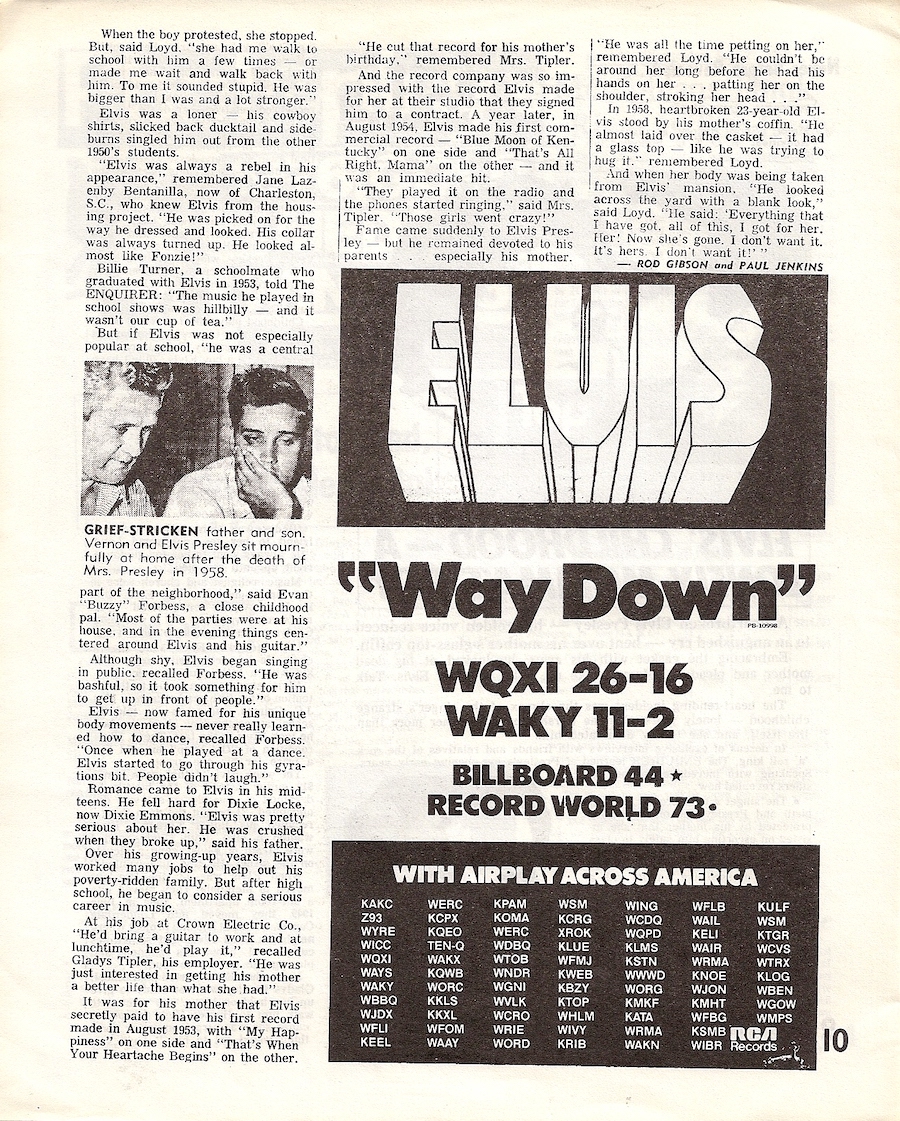 When the boy protested, she stopped.
But, said Loyd, "she had me walk to
school with him a few times — or
made me wait and walk back with
him. To me it sounded stupid. He was
bigger than I was and a lot stronger."
Elvis was a loner — his cowboy
shirts, slicked back ducktail and side-
burns singled him out from the other
1950's students.
"Elvis was always a rebel in his
appearance," remembered Jane Laz-
enby Bentanilla, now of Charleston,
S.C., who knew Elvis from the hous-
ing project. "He was picked on for the
way he dressed and looked. His collar
was always turned up. He looked al-
most like Fonzie!"
Billie Turner, a schoolmate who
graduated with Elvis in 1953, told The
ENQUIRER: "The music he played in
school shows was hillbilly — and it
wasn't our cup of tea."
But if Elvis was not especially
popular at school, "he was a central
GRIEF-STRICKEN father and son.
Vernon and Elvis Presley sit mourn-
fully at home after the death of
Mrs. Presley in 1958.
part of the neighborhood," said Evan
"Buzzy" Forbess, a close childhood
pal. "Most of the parties were at his
house, and in the evening things cen-
tered around Elvis and his guitar."
Although shy, Elvis began singing
in public, recalled Forbess. "He was
bashful, so it took something for him
to get up in front of people."
Elvis — now famed for his unique
body movements — never really learn-
ed how to dance, recalled Forbess.
"Once when he played at a dance,
Elvis started to go through his gyra-
tions bit. People didn't laugh."
Romance came to Elvis in his mid-
teens. He fell hard for Dixie Locke,
now Dixie Emmons. "Elvis was pretty
serious about her. He was crushed
when they broke up," said his father.
Over his growing-up years, Elvis
worked many jobs to help out his
poverty-ridden family. But after high
school, he began to consider a serious
career in music.
At his job at Crown Electric Co.,
"He'd bring a guitar to work and at
lunchtime, he'd play it," recalled
Gladys Tipler, his employer. "He was
just interested in getting his mother
a better life than what she had."
It was for his mother that Elvis
secretly paid to have his first record
made in August 1953, with "My Hap-
piness" on one side and "That's When
Your Heartache Begins" on the other.
"He cut that record for his mother's
birthday," remembered Mrs. Tipler.
And the record company was so im-
pressed with the record Elvis made
for her at their studio that they signed
him to a contract. A year later, in
August 1954, Elvis made his first com-
mercial record — "Blue Moon of Ken-
tucky" on one side and "That's All
Right, Mama" on the other — and it
was an immediate hit.
"They played it on the radio and
the phones started ringing," said Mrs.
Tipler. "Those girls went crazy!"
Fame came suddenly to Elvis Pres-
ley — but he remained devoted to his
parents . . . especially his mother.
"He was all the time petting on her,"
remembered Loyd. "He couldn't be
around her long before he had his
hands on her . . . patting her on the
shoulder, stroking her head . . ."
In 1958, heartbroken 23-year-old El-
vis stood by his mother's coffin. "He
almost laid over the casket — it had
a glass top — like he was trying to
hug it," remembered Loyd.
And when her body was being taken
from Elvis' mansion, "He looked
across the yard with a blank look,"
said Loyd. "He said: 'Everything that
I have got, all of this, I got for her.
Her! Now she's gone. I don't want it.
It's hers. I don't want it!' "
— ROD GIBSON and PAUL JENKINS
ELVIS
"Way Down"
PB-10998
WQXI 26-16
WAKY 11-2
BILLBOARD 44★
RECORD WORLD 73•
WITH AIRPLAY ACROSS AMERICA
KAKC WERC KPAM WSM WING WFLB KULF
Z93 KCPX KOMA KCRG WCDQ WAIL WSM
WYRE KQEO WERC XROK WQPD KELI KTGR
WICC TEN-Q WDBQ KLUE KLMS WAIR WCVS
WQXI WAKX WTOB WFMJ KSTN WRMA WTRX
WAYS KQWB WNDR KWEB WWWD KNOE KLOG
WAKY WORC WGNI KBZY WORG WJON WBEN
WBBQ KKLS WVLK KTOP KMKF KMHT WGOW
WJDX KKXL WCRO WHLM KATA WFBG WMPS
WFLI WFOM WRIE WIVY WRMA KSMB
KEEL WAAY WORD KRIB WAKN WIBR
RCA
Records
10